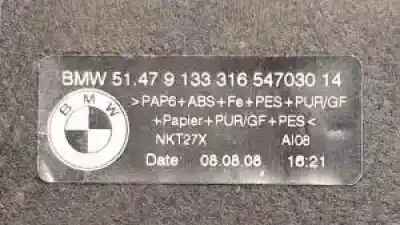 BMW 51.47 9 133 316 547030 14
>PAP6+ABS+Fe+PES+PUR/GF
+Papier+PUR/GF+PES<
BMW
NKT27X AI08
Date: 08.08.08 16:21